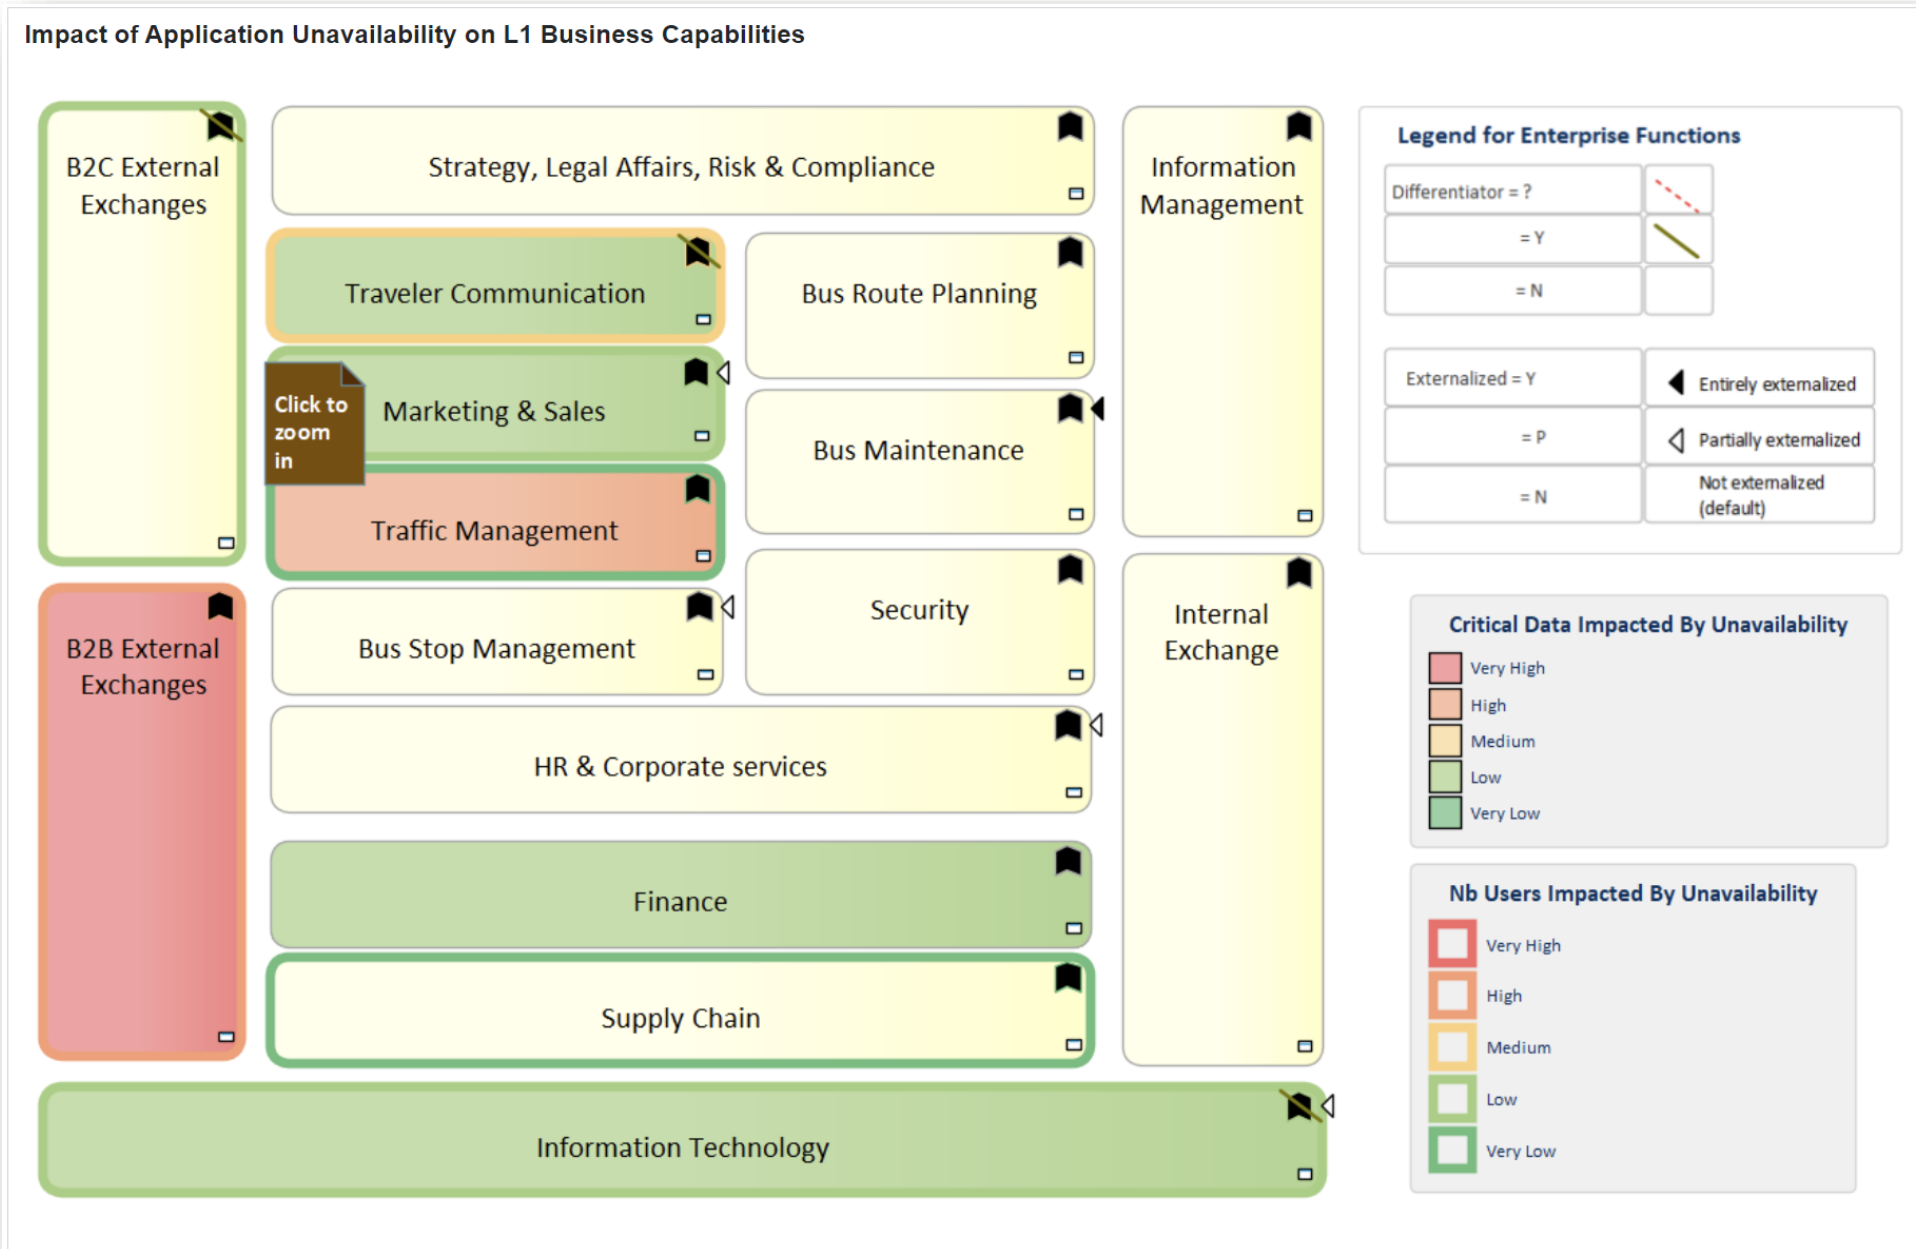 Impact of Application Unavailability on L1 Business Capabilities
B2C External
Exchanges
Strategy, Legal Affairs, Risk & Compliance
Information
Management
Traveler Communication
Bus Route Planning
Click to
zoom
in
Marketing & Sales
Bus Maintenance
Traffic Management
B2B External
Exchanges
Bus Stop Management
Security
Internal
Exchange
HR & Corporate services
Finance
Supply Chain
Information Technology
Legend for Enterprise Functions
Differentiator = ?
= Y
= N
Externalized = Y
Entirely externalized
= P
Partially externalized
= N
Not externalized
(default)
Critical Data Impacted By Unavailability
Very High
High
Medium
Low
Very Low
Nb Users Impacted By Unavailability
Very High
High
Medium
Low
Very Low